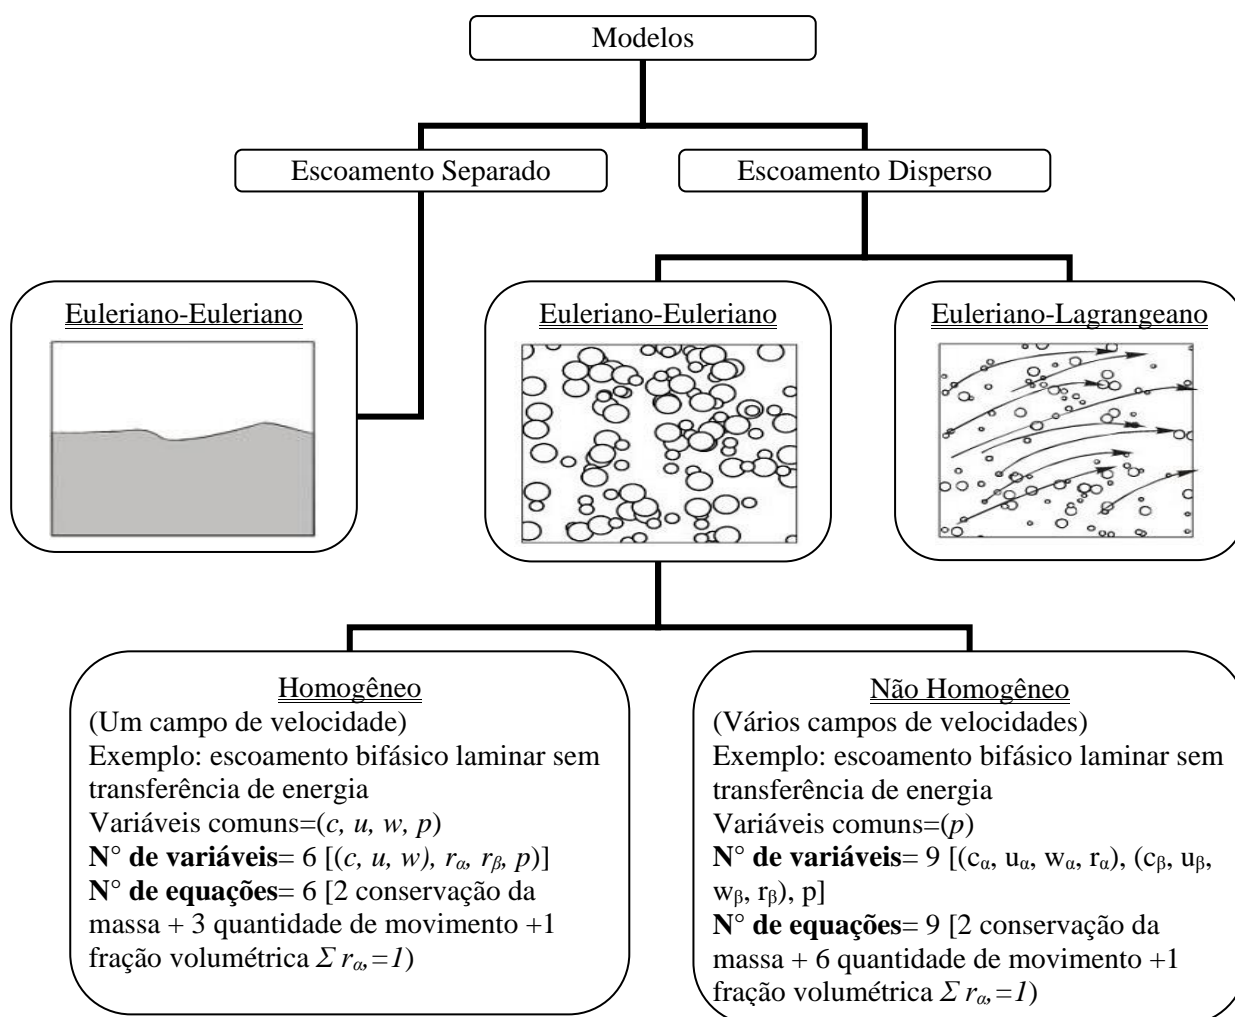 Modelos
Escoamento Separado
Escoamento Disperso
Euleriano-Euleriano
Euleriano-Euleriano
Euleriano-Lagrangeano
Homogêneo
(Um campo de velocidade)
Exemplo: escoamento bifásico laminar sem
transferência de energia
Variáveis comuns=(c, u, w, p)
N° de variáveis= 6 [(c, u, w), rα, rβ, p)]
N° de equações= 6 [2 conservação da
massa + 3 quantidade de movimento +1
fração volumétrica Σ rα,=1)
Não Homogêneo
(Vários campos de velocidades)
Exemplo: escoamento bifásico laminar sem
transferência de energia
Variáveis comuns=(p)
N° de variáveis= 9 [(cα, uα, wα, rα), (cβ, uβ,
wβ, rβ), p]
N° de equações= 9 [2 conservação da
massa + 6 quantidade de movimento +1
fração volumétrica Σ rα,=1)